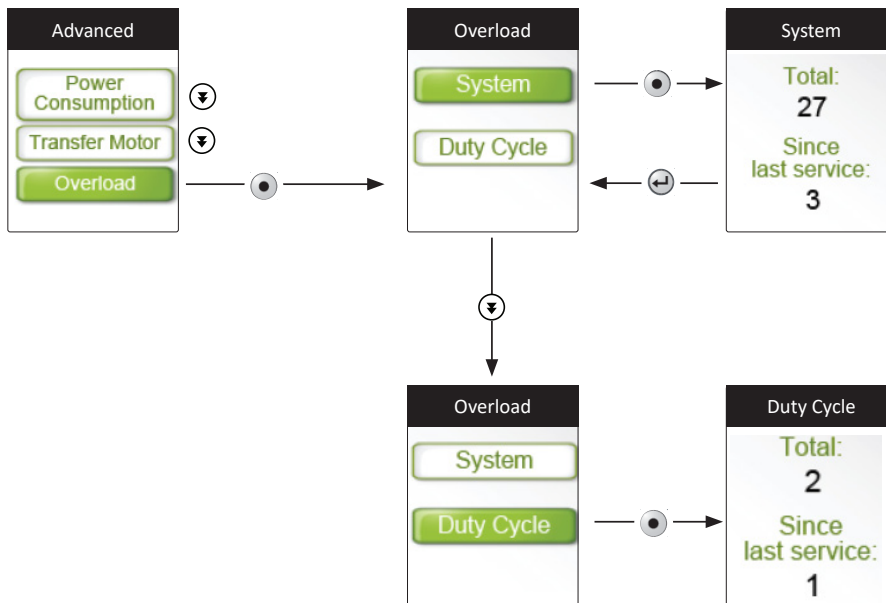 Advanced
Power
Consumption
Transfer Motor
Overload
Overload
System
Duty Cycle
System
Total:
27
Since
last service:
3
Overload
System
Duty Cycle
Duty Cycle
Total:
2
Since
last service:
1